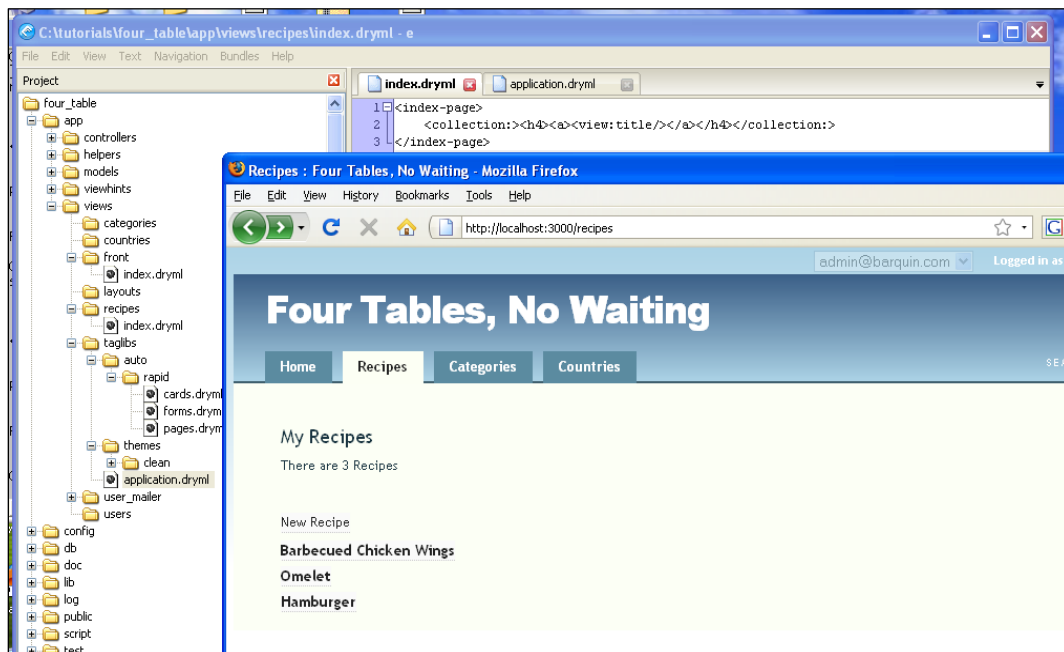 C:\tutorials\four_table\app\views\recipes\index.dryml - e
File Edit View Text Navigation Bundles Help
Project
index.dryml
application.dryml
four_table
app
controllers
helpers
models
viewhints
views
categories
countries
front
index.dryml
layouts
recipes
index.dryml
taglibs
auto
rapid
cards.dryml
forms.drym
pages.drym
themes
clean
application.dryml
user_mailer
users
config
db
doc
lib
log
public
script
test
1 <index-page>
2 <collection:><h4><a><view:title/></a></h4></collection:>
3 </index-page>
Recipes : Four Tables, No Waiting - Mozilla Firefox
File Edit View History Bookmarks Tools Help
http://localhost:3000/recipes
G
admin@barquin.com
Logged in as
Four Tables, No Waiting
Home Recipes Categories Countries
SEA
My Recipes
There are 3 Recipes
New Recipe
Barbecued Chicken Wings
Omelet
Hamburger